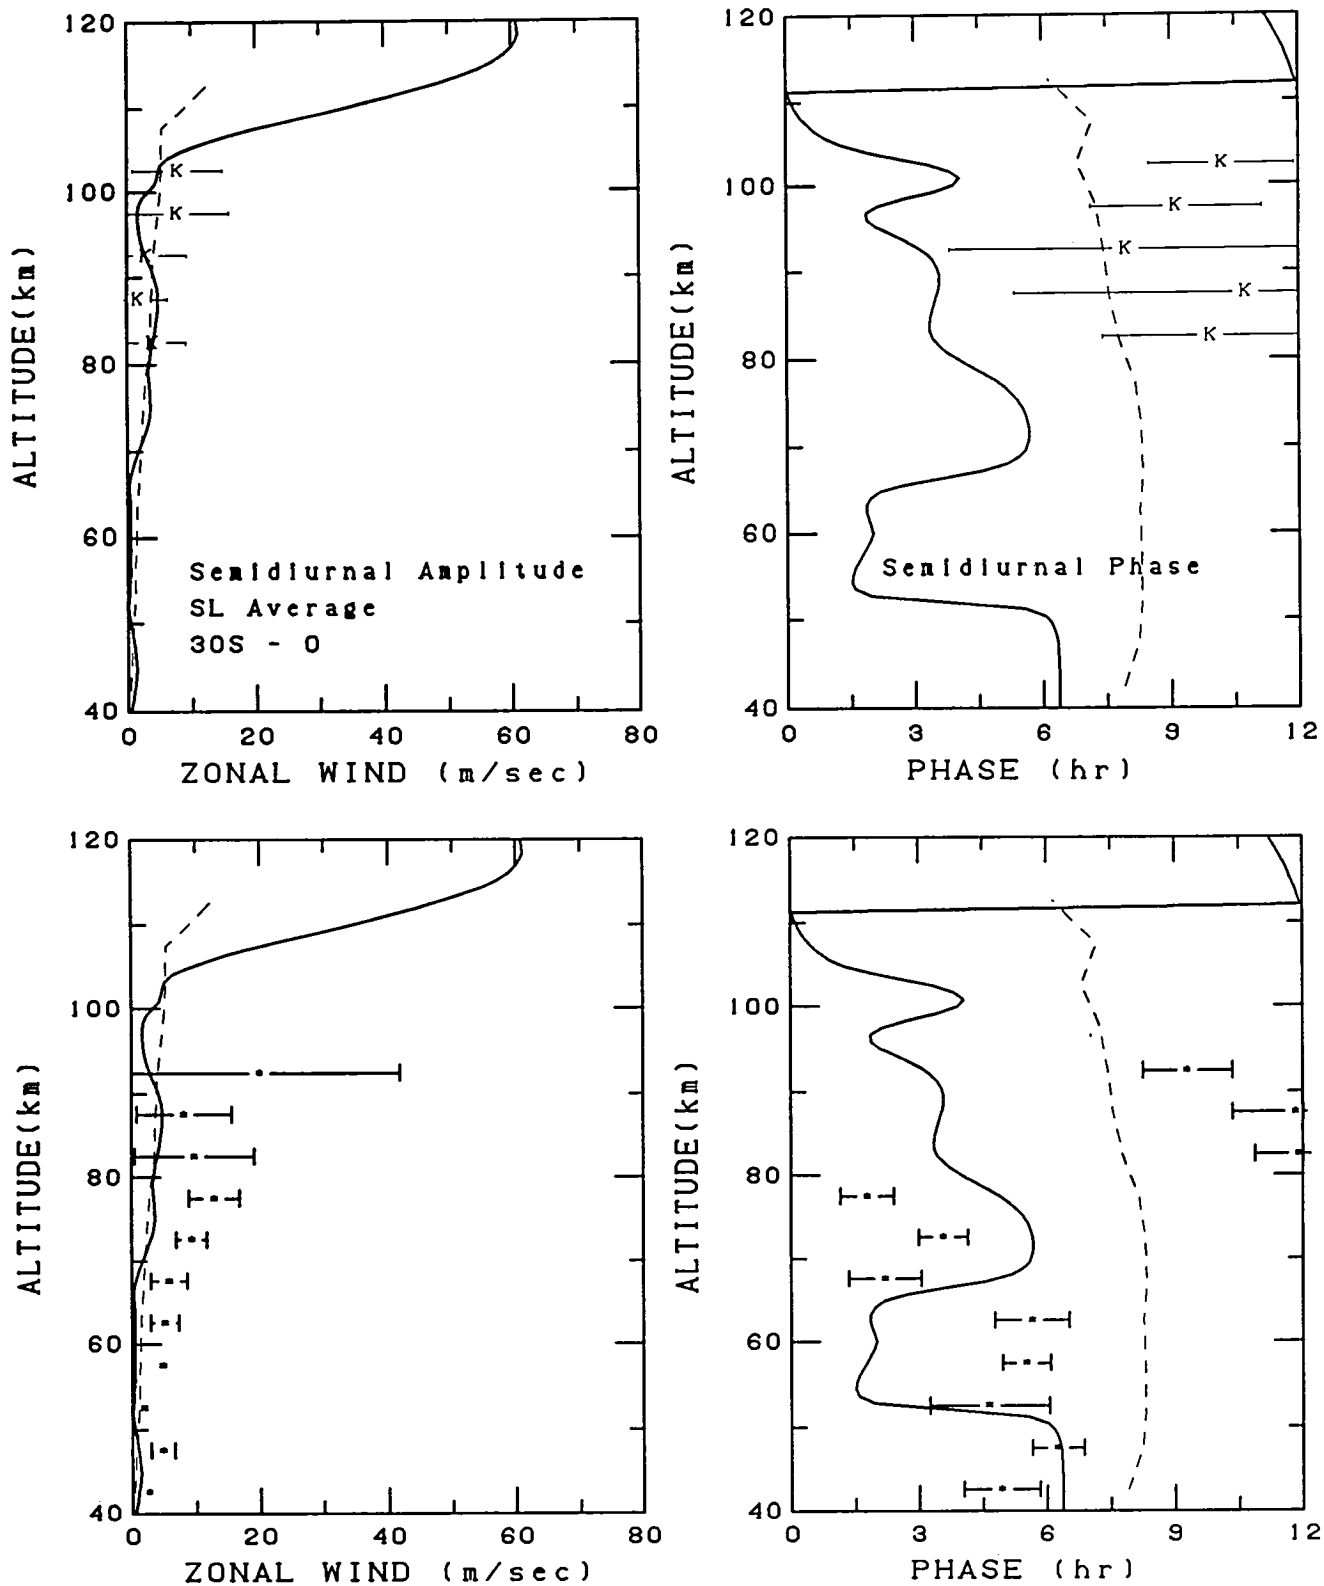 120
100
80
60
40
ALTITUDE(km)
K
K
K
K
K
Semidiurnal Amplitude
SL Average
30S - 0
0 20 40 60 80
ZONAL WIND (m/sec)
120
100
80
60
40
ALTITUDE(km)
K
K
K
K
K
Semidiurnal Phase
0 3 6 9 12
PHASE (hr)
120
100
80
60
40
ALTITUDE(km)
0 20 40 60 80
ZONAL WIND (m/sec)
120
100
80
60
40
ALTITUDE(km)
0 3 6 9 12
PHASE (hr)